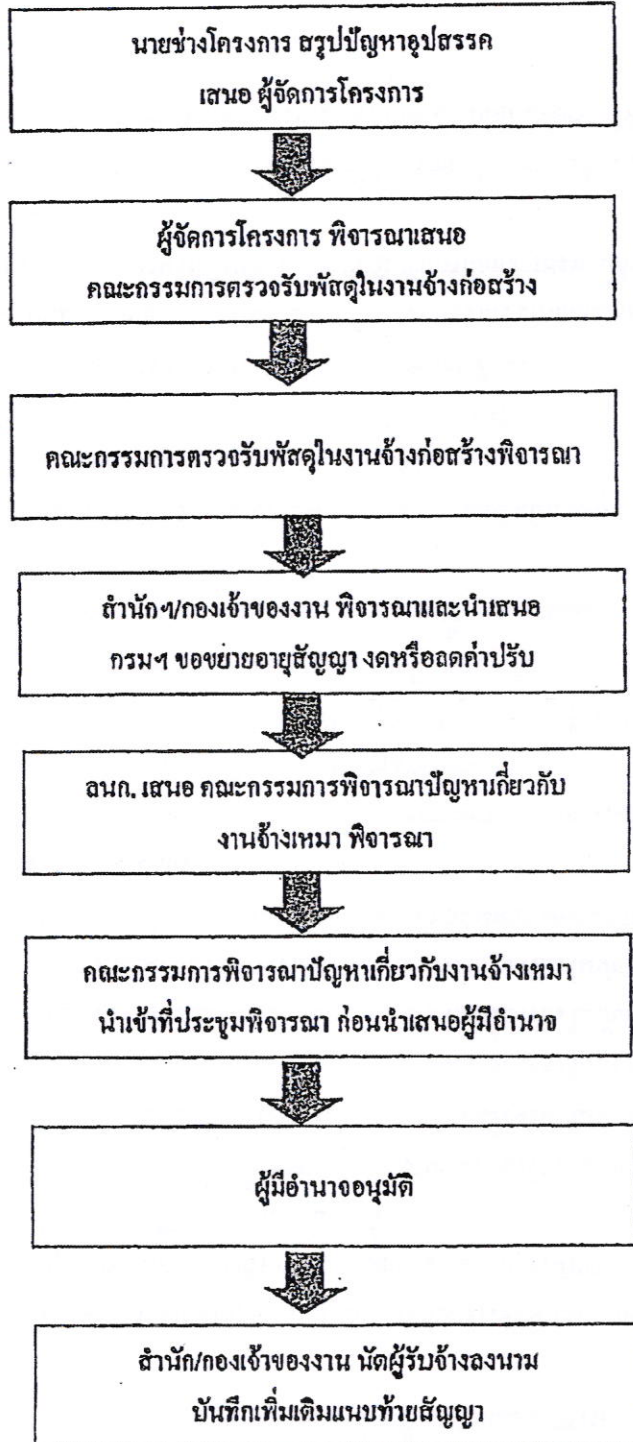 นายช่างโครงการ สรุปปัญหาอุปสรรค
เสนอ ผู้จัดการโครงการ
ผู้จัดการโครงการ พิจารณาเสนอ
คณะกรรมการตรวจรับพัสดุในงานจ้างก่อสร้าง
คณะกรรมการตรวจรับพัสดุในงานจ้างก่อสร้างพิจารณา
สำนักฯ/กองเจ้าของงาน พิจารณาและนำเสนอ
กรมฯ ขอขยายอายุสัญญา งดหรือลดค่าปรับ
ลนก. เสนอ คณะกรรมการพิจารณาปัญหาเกี่ยวกับ
งานจ้างเหมา พิจารณา
คณะกรรมการพิจารณาปัญหาเกี่ยวกับงานจ้างเหมา
นำเข้าที่ประชุมพิจารณา ก่อนนำเสนอผู้มีอำนาจ
ผู้มีอำนาจอนุมัติ
สำนัก/กองเจ้าของงาน นัดผู้รับจ้างลงนาม
บันทึกเพิ่มเติมแนบท้ายสัญญา